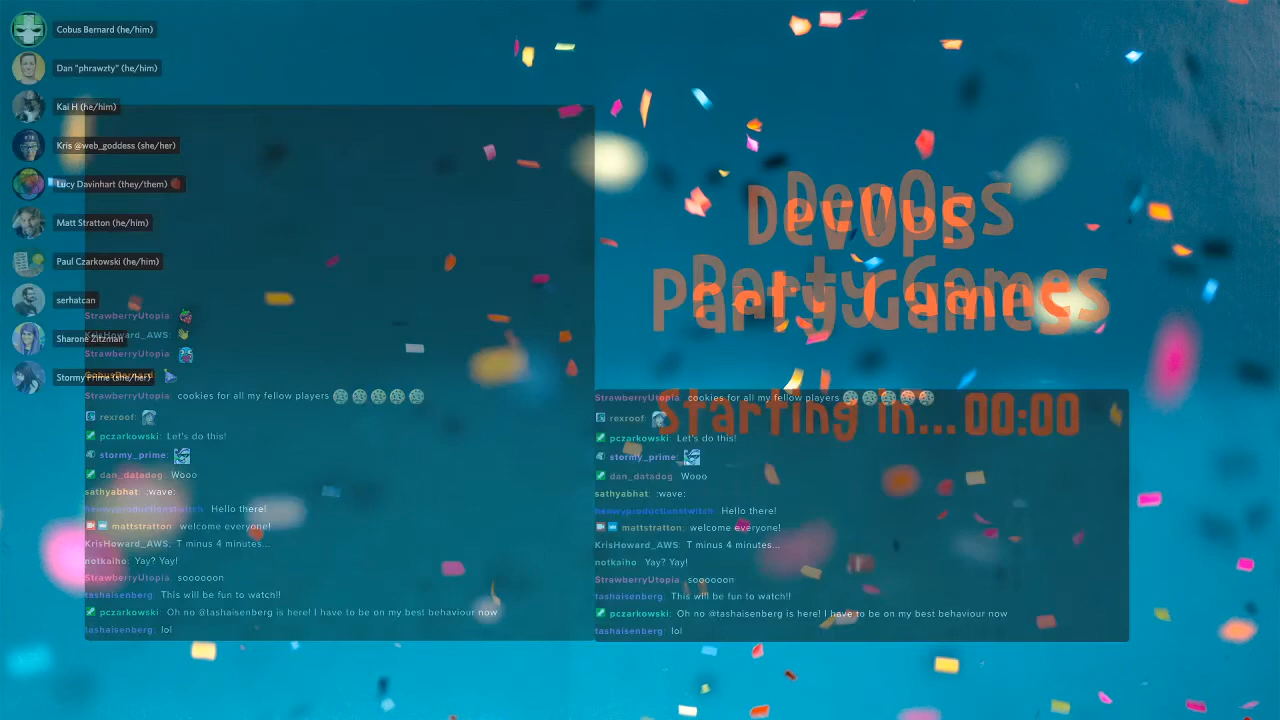 Cobus Bernard (he/him)
Dan "phrawzty" (he/him)
Kai H (he/him)
Kris @web_goddess (she/her)
Lucy Davinhart (they/them)
Matt Stratton (he/him)
Paul Czarkowski (he/him)
serhatcan
Sharone Zitzman
Stormy Prime (she/her)
StrawberryUtopia:
KrisHoward_AWS:
StrawberryUtopia
CobusBernard
StrawberryUtopia cookies for all my fellow players
rexroof:
pczarkowski: Let's do this!
stormy_prime:
dan_datadog: Wooo
sathyabhat: :wave:
henwyproductionstwitch Hello there!
mattstratton: welcome everyone!
KrisHoward_AWS: T minus 4 minutes...
notkaiho: Yay? Yay!
StrawberryUtopia soooooon
tashaisenberg: This will be fun to watch!!
pczarkowski: Oh no @tashaisenberg is here! I have to be on my best behaviour now
tashaisenberg: lol
DevOps
Party Games
Starting in... 00:00
StrawberryUtopia cookies for all my fellow players
rexroof:
pczarkowski: Let's do this!
stormy_prime:
dan_datadog: Wooo
sathyabhat: :wave:
henwyproductionstwitch Hello there!
mattstratton: welcome everyone!
KrisHoward_AWS: T minus 4 minutes...
notkaiho: Yay? Yay!
StrawberryUtopia soooooon
tashaisenberg: This will be fun to watch!!
pczarkowski: Oh no @tashaisenberg is here! I have to be on my best behaviour now
tashaisenberg: lol